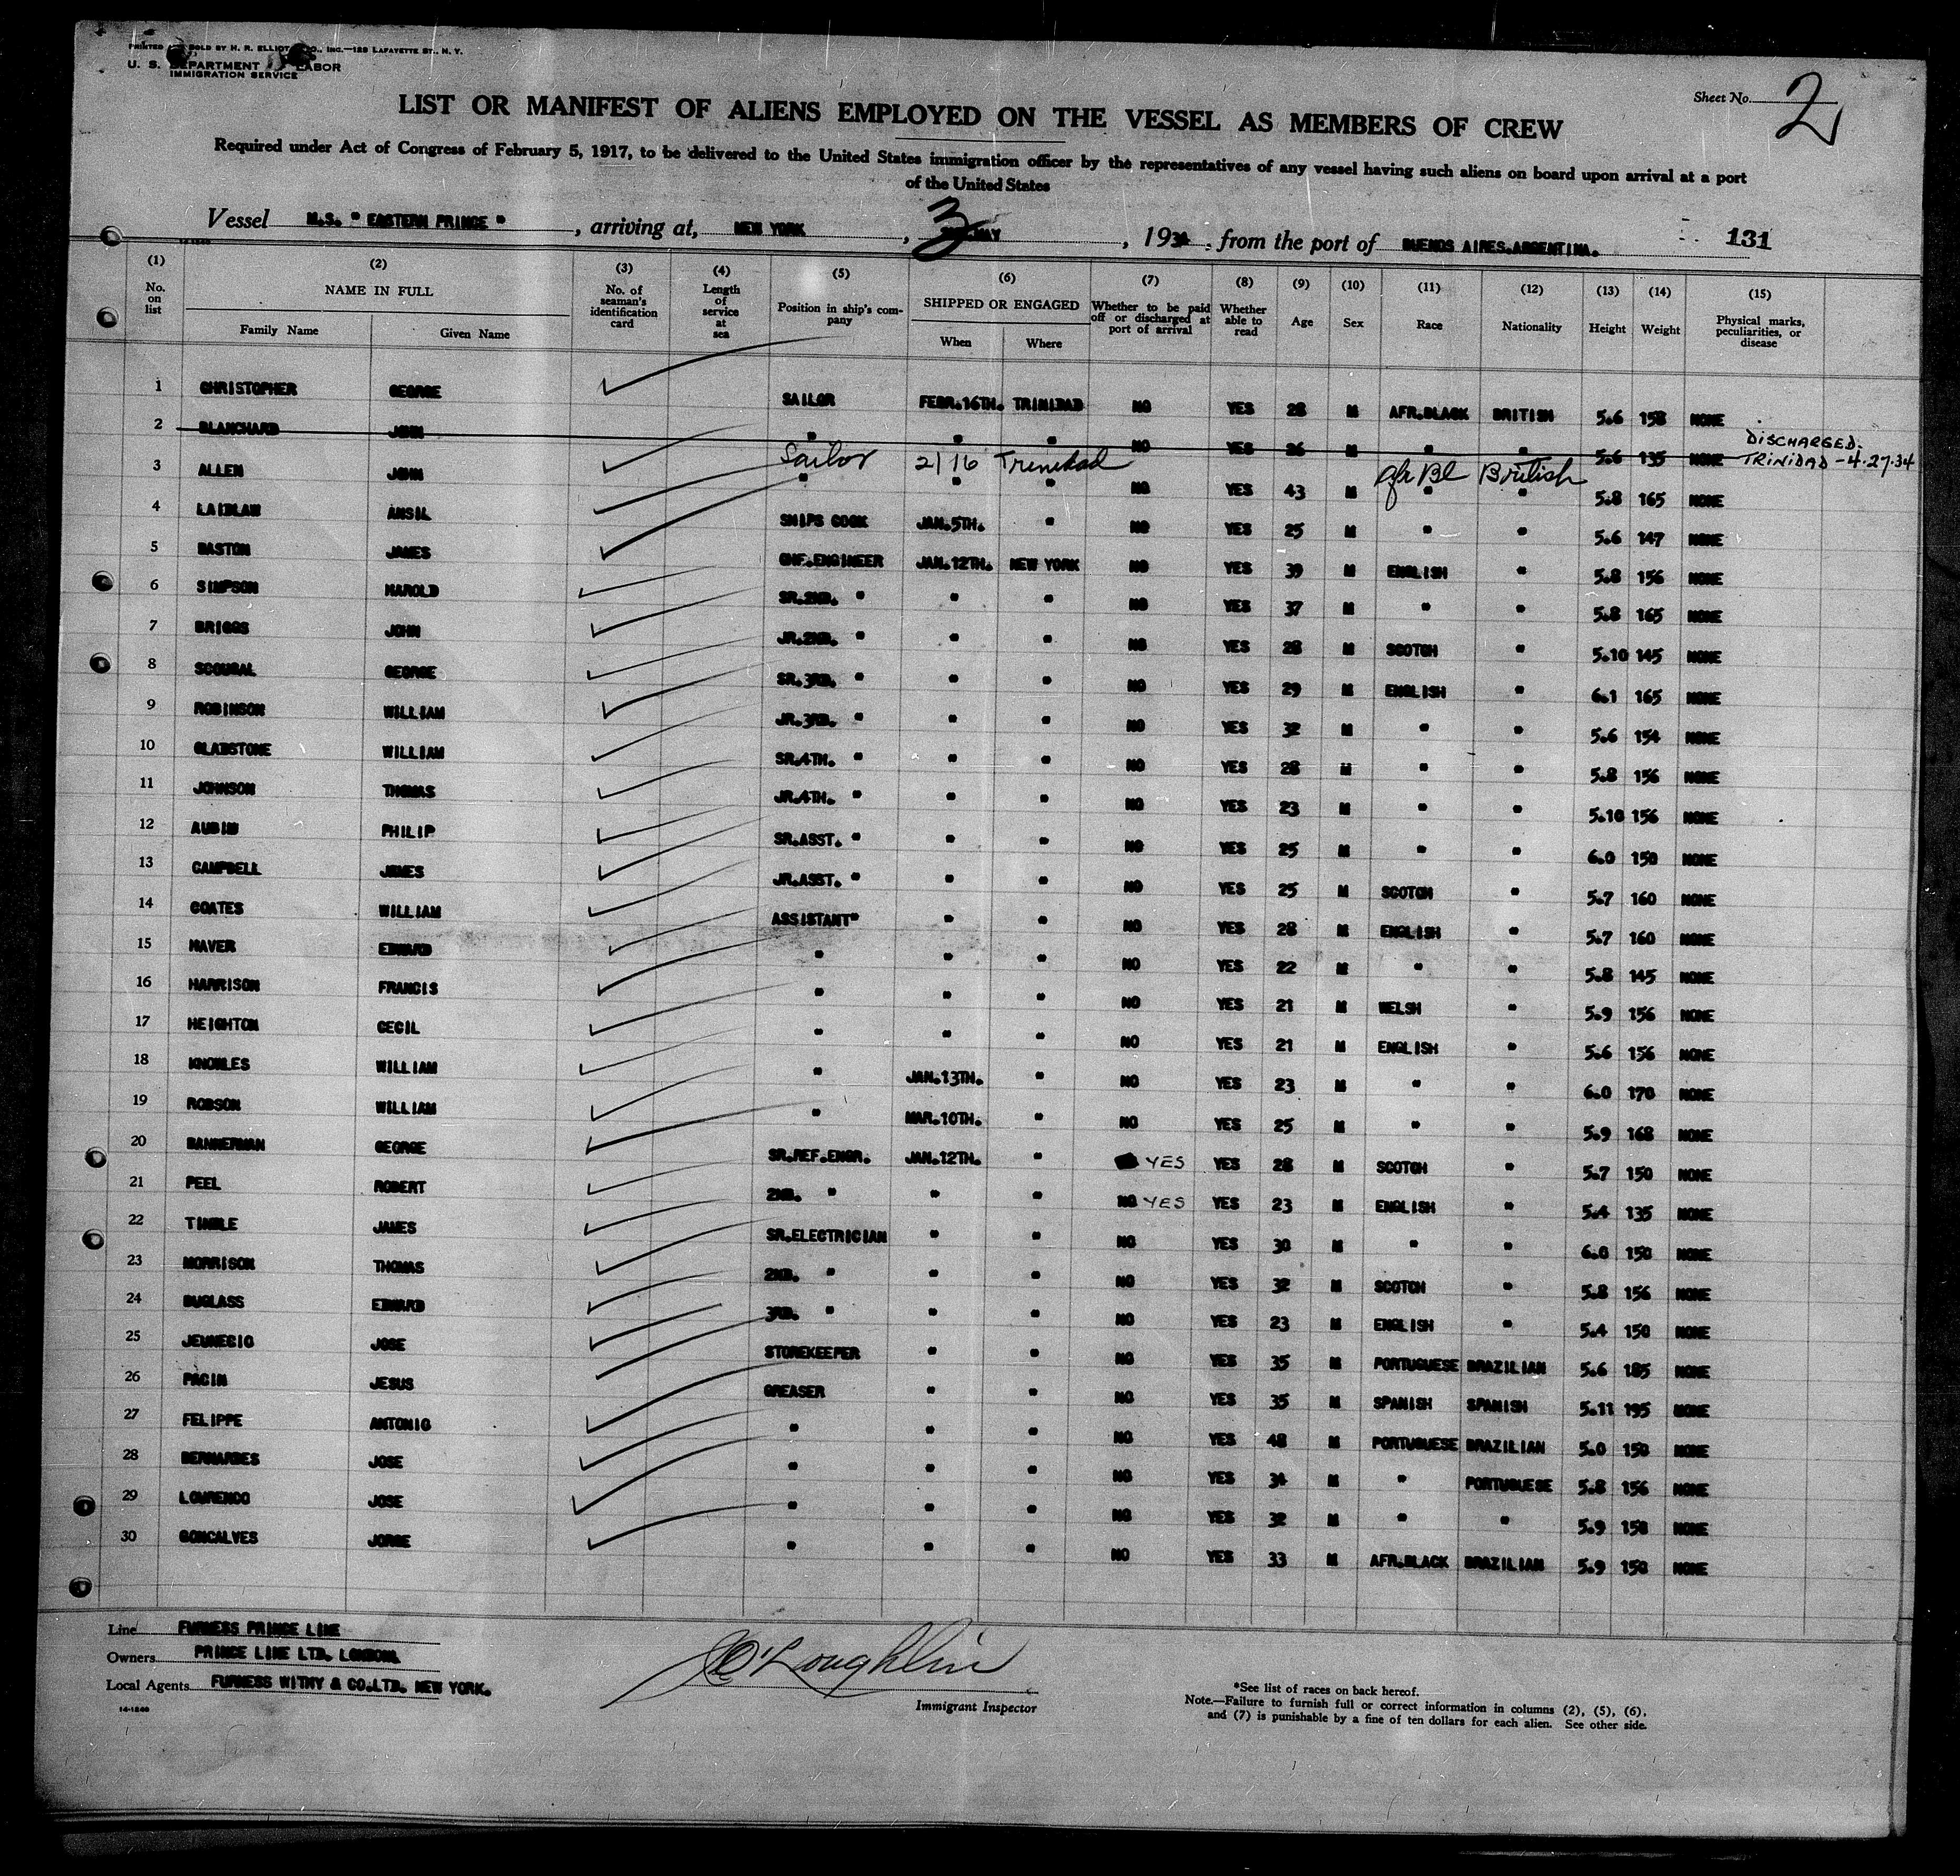 PRINTED SOLD BY H. R. ELLIOT CO., INC.—129 LAFAYETTE ST., N. Y.
U. S. DEPARTMENT LABOR
IMMIGRATION SERVICE
Sheet No. 2
LIST OR MANIFEST OF ALIENS EMPLOYED ON THE VESSEL AS MEMBERS OF CREW
Required under Act of Congress of February 5, 1917, to be delivered to the United States immigration officer by the representatives of any vessel having such aliens on board upon arrival at a port
of the United States
Vessel M.S. " EASTERN PRINCE " , arriving at, NEW YORK , 3 MAY , 1934 , from the port of BUENOS AIRES.ARGENTINA. 131
(1) No. on list (2) NAME IN FULL Family Name Given Name (3) No. of seaman's identification card (4) Length of service at sea (5) Position in ship's company (6) SHIPPED OR ENGAGED When Where (7) Whether to be paid off or discharged at port of arrival (8) Whether able to read (9) Age (10) Sex (11) Race (12) Nationality (13) Height (14) Weight (15) Physical marks, peculiarities, or disease
1 CHRISTOPHER GEORGE SAILOR FEBR.16TH. TRINIDAD NO YES 28 M AFR.BLACK BRITISH 5.6 158 NONE
2 BLANCHARD JOHN " " " NO YES 26 M " " 5.6 135 NONE DISCHARGED. TRINIDAD - 4.27.34
Sailor 2/16 Trinidad Afr Bl British
3 ALLEN JOHN " " " NO YES 43 M " " 5.8 165 NONE
4 LAIDLAW ANSIL SHIPS COOK JAN.5TH. " NO YES 25 M " " 5.6 147 NONE
5 EASTON JAMES CHF.ENGINEER JAN.12TH. NEW YORK NO YES 39 M ENGLISH " 5.8 156 NONE
6 SIMPSON HAROLD SR.2ND. " " " NO YES 37 M " " 5.8 165 NONE
7 BRIGGS JOHN JR.2ND. " " " NO YES 28 M SCOTCH " 5.10 145 NONE
8 SCOUGAL GEORGE SR.3RD. " " " NO YES 29 M ENGLISH " 6.1 165 NONE
9 ROBINSON WILLIAM JR.3RD. " " " NO YES 32 M " " 5.6 154 NONE
10 GLADSTONE WILLIAM SR.4TH. " " " NO YES 28 M " " 5.8 156 NONE
11 JOHNSON THOMAS JR.4TH. " " " NO YES 23 M " " 5.10 156 NONE
12 AUBIN PHILIP SR.ASST. " " " NO YES 25 M " " 6.0 150 NONE
13 CAMPBELL JAMES JR.ASST. " " " NO YES 25 M SCOTCH " 5.7 160 NONE
14 COATES WILLIAM ASSISTANT" " " NO YES 28 M ENGLISH " 5.7 160 NONE
15 MAVER EDWARD " " " NO YES 22 M " " 5.8 145 NONE
16 HARRISON FRANCIS " " " NO YES 21 M WELSH " 5.9 156 NONE
17 HEIGHTON CECIL " " " NO YES 21 M ENGLISH " 5.6 156 NONE
18 KNOWLES WILLIAM " JAN.13TH. " NO YES 23 M " " 6.0 170 NONE
19 ROBSON WILLIAM " MAR.10TH. " NO YES 25 M " " 5.9 168 NONE
20 BANNERMAN GEORGE SR.REF.ENGR. JAN.12TH. " YES YES 28 M SCOTCH " 5.7 150 NONE
21 PEEL ROBERT 2ND. " " " NO YES YES 23 M ENGLISH " 5.4 135 NONE
22 TINDLE JAMES SR.ELECTRICIAN " " NO YES 30 M " " 6.0 150 NONE
23 MORRISON THOMAS 2ND. " " " NO YES 32 M SCOTCH " 5.8 156 NONE
24 DUGLASS EDWARD 3RD. " " " NO YES 23 M ENGLISH " 5.4 150 NONE
25 JEUNESIO JOSE STOREKEEPER " " NO YES 35 M PORTUGUESE BRAZILIAN 5.6 185 NONE
26 PACIN JESUS GREASER " " NO YES 35 M SPANISH SPANISH 5.11 195 NONE
27 FELIPPE ANTONIO " " " NO YES 48 M PORTUGUESE BRAZILIAN 5.0 150 NONE
28 BERNARDES JOSE " " " NO YES 34 M " PORTUGUESE 5.8 156 NONE
29 LOURENCO JOSE " " " NO YES 32 M " " 5.9 158 NONE
30 GONCALVES JORGE " " " NO YES 33 M AFR.BLACK BRAZILIAN 5.9 150 NONE
Line FURNESS PRINCE LINE
Owners PRINCE LINE LTD. LONDON.
Local Agents FURNESS WITHY & CO.LTD. NEW YORK.
14-1240
O'Loughlin
Immigrant Inspector
*See list of races on back hereof.
Note.—Failure to furnish full or correct information in columns (2), (5), (6),
and (7) is punishable by a fine of ten dollars for each alien. See other side.